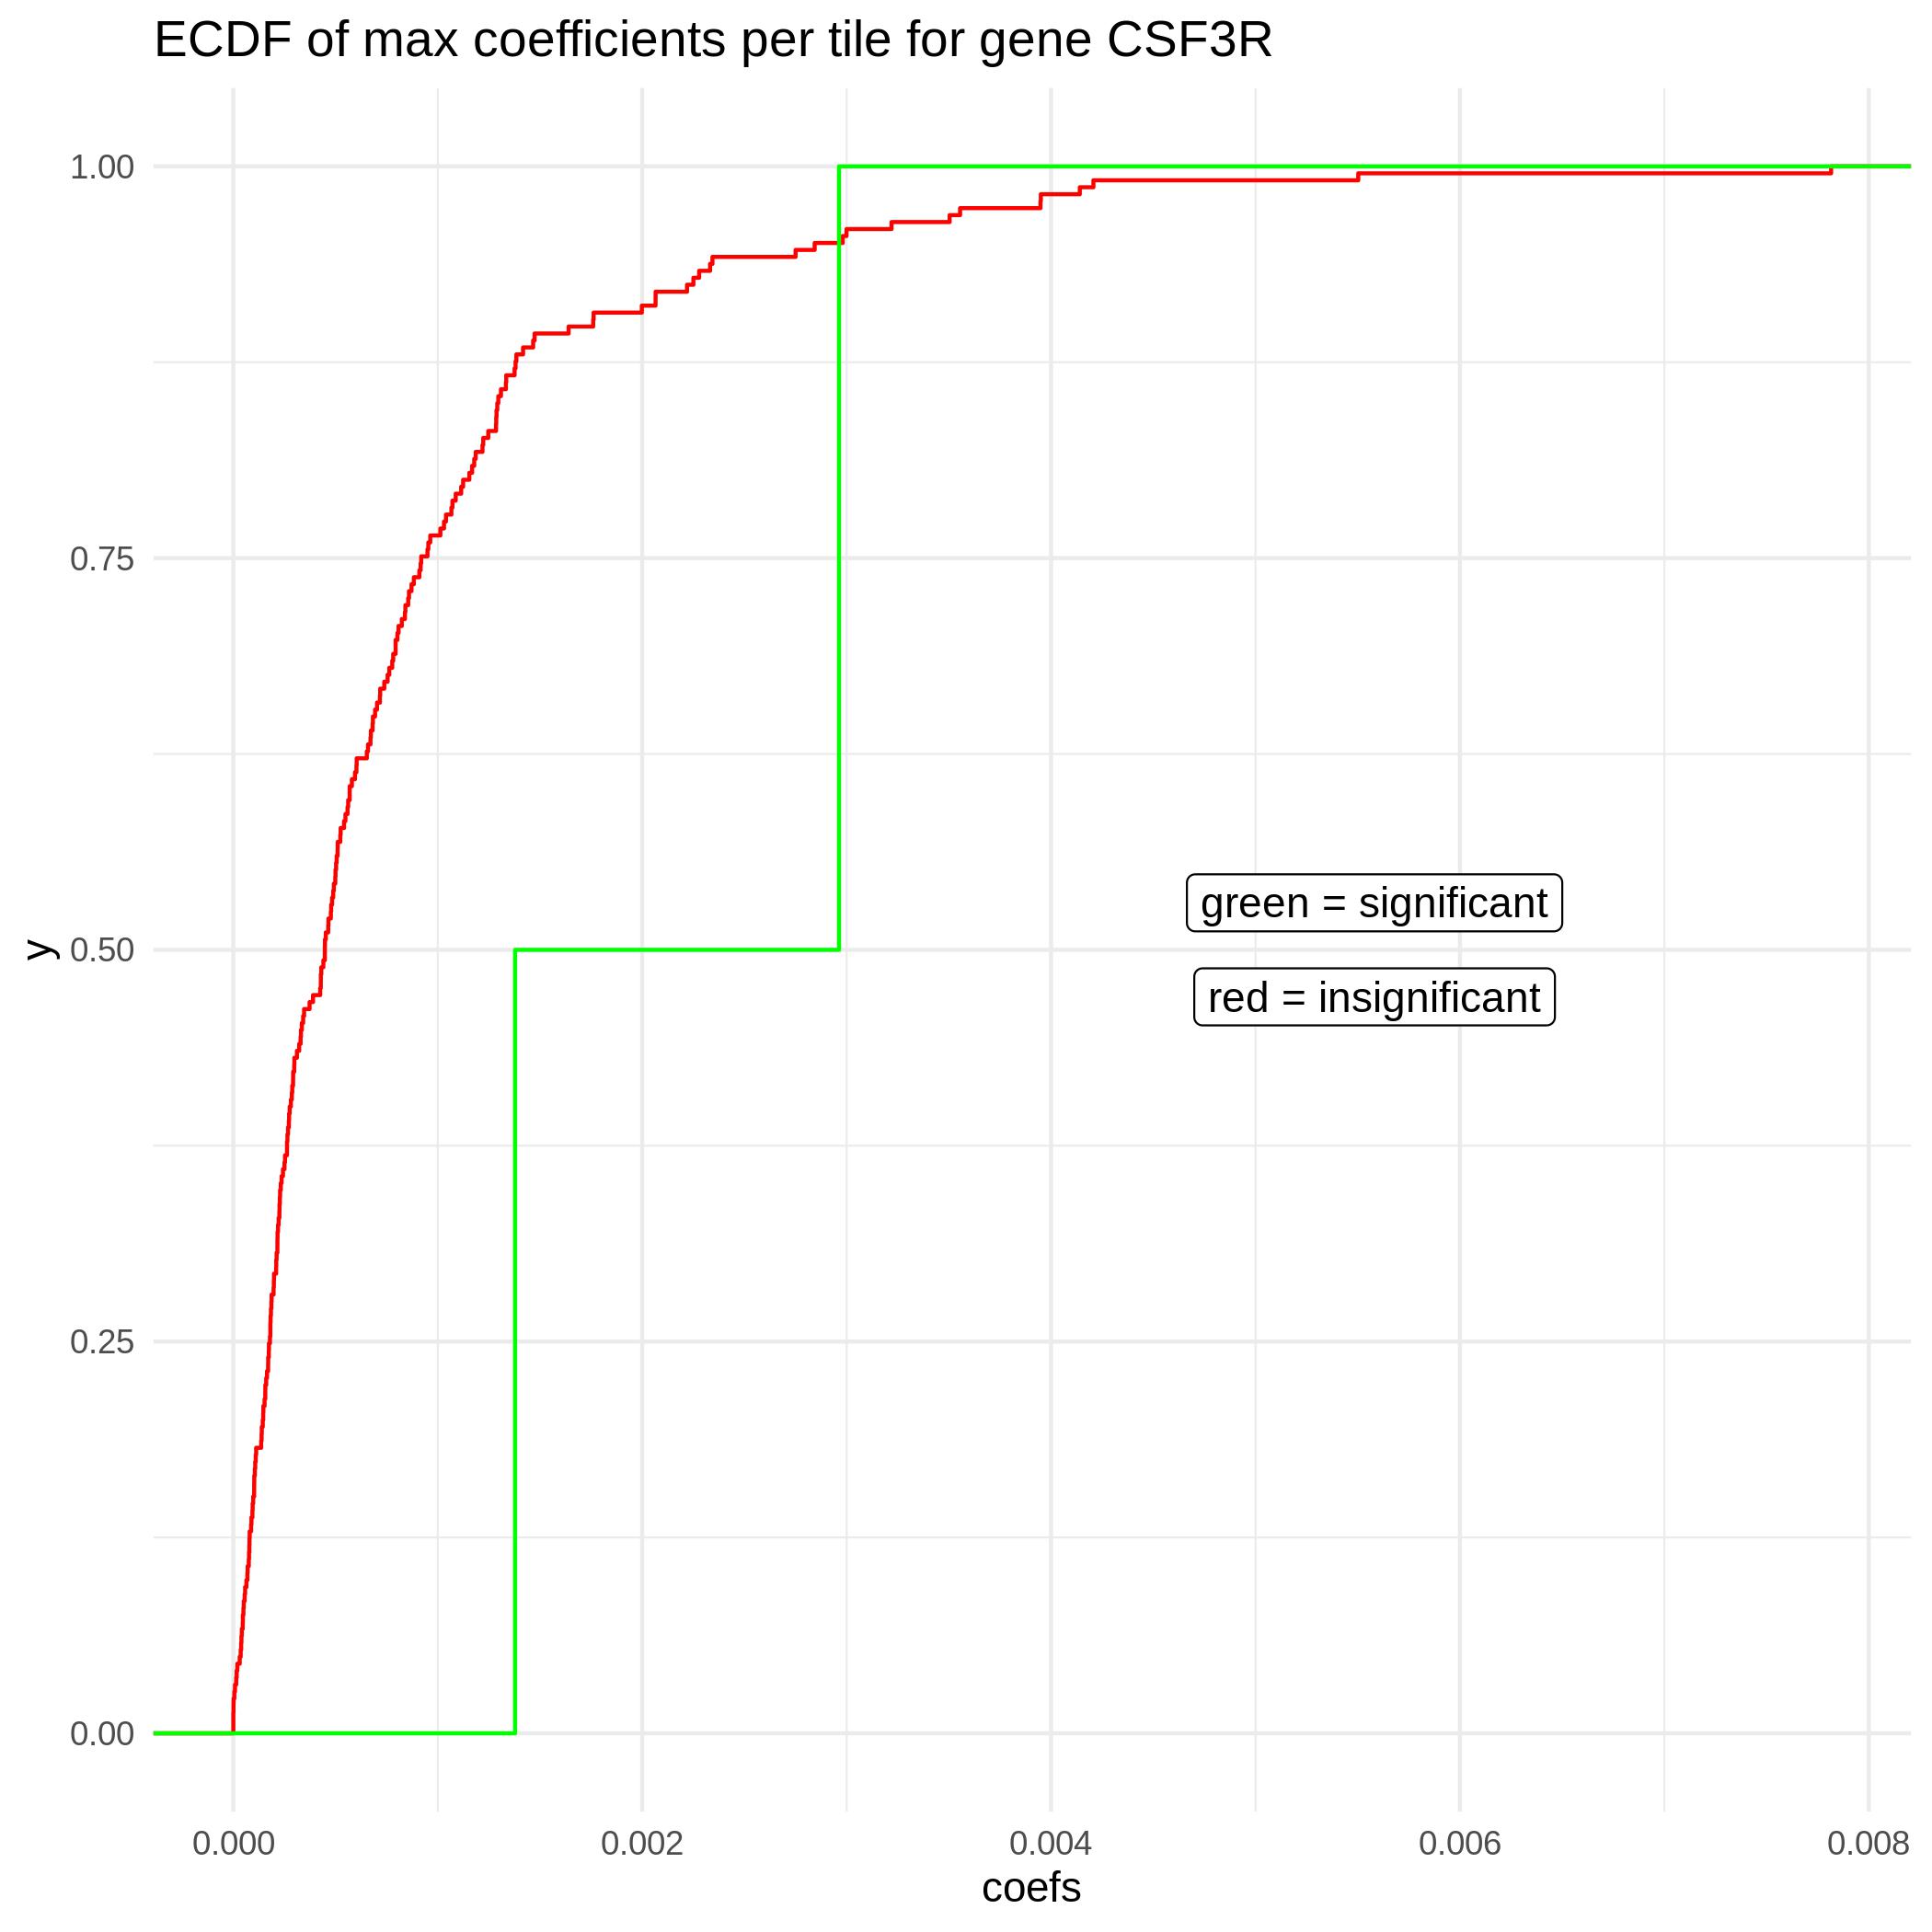 ECDF of max coefficients per tile for gene CSF3R
1.00
0.75
green = significant
y
0.50
red = insignificant
0.25
0.00
0.000 0.002 0.004 0.006 0.008
coefs